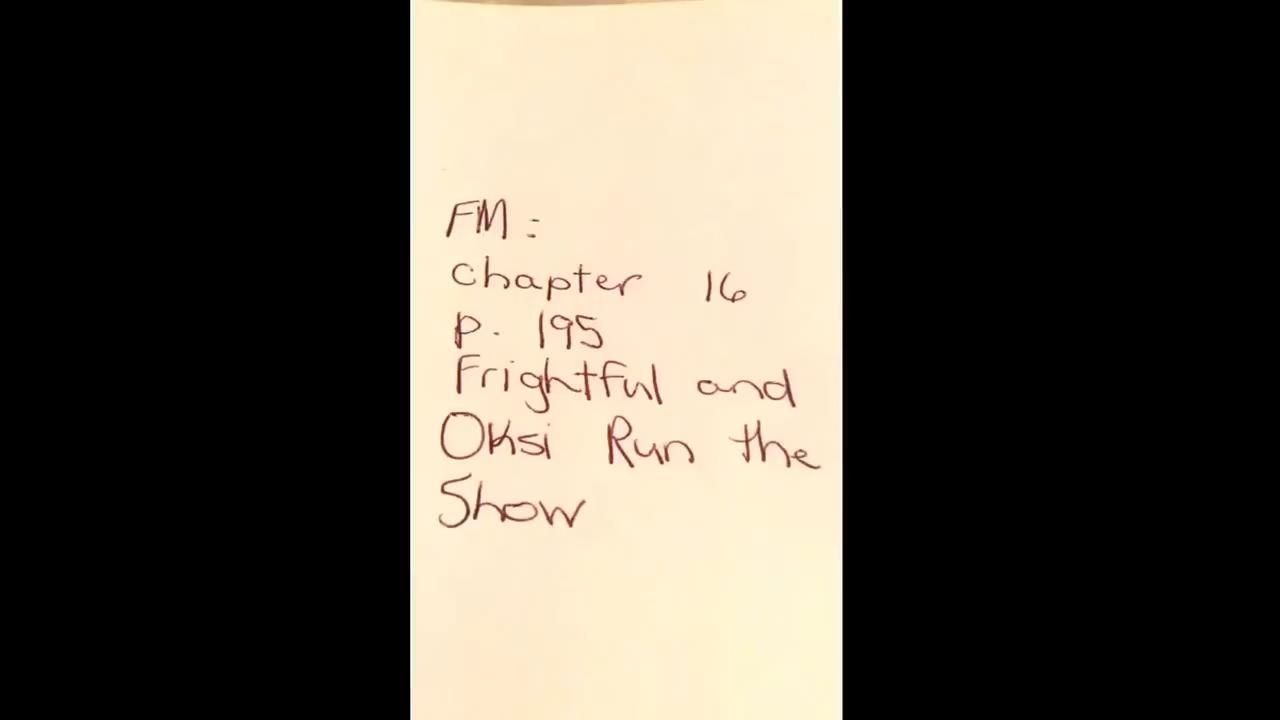 FM:
chapter 16
p. 195
Frightful and
Oksi Run the
Show